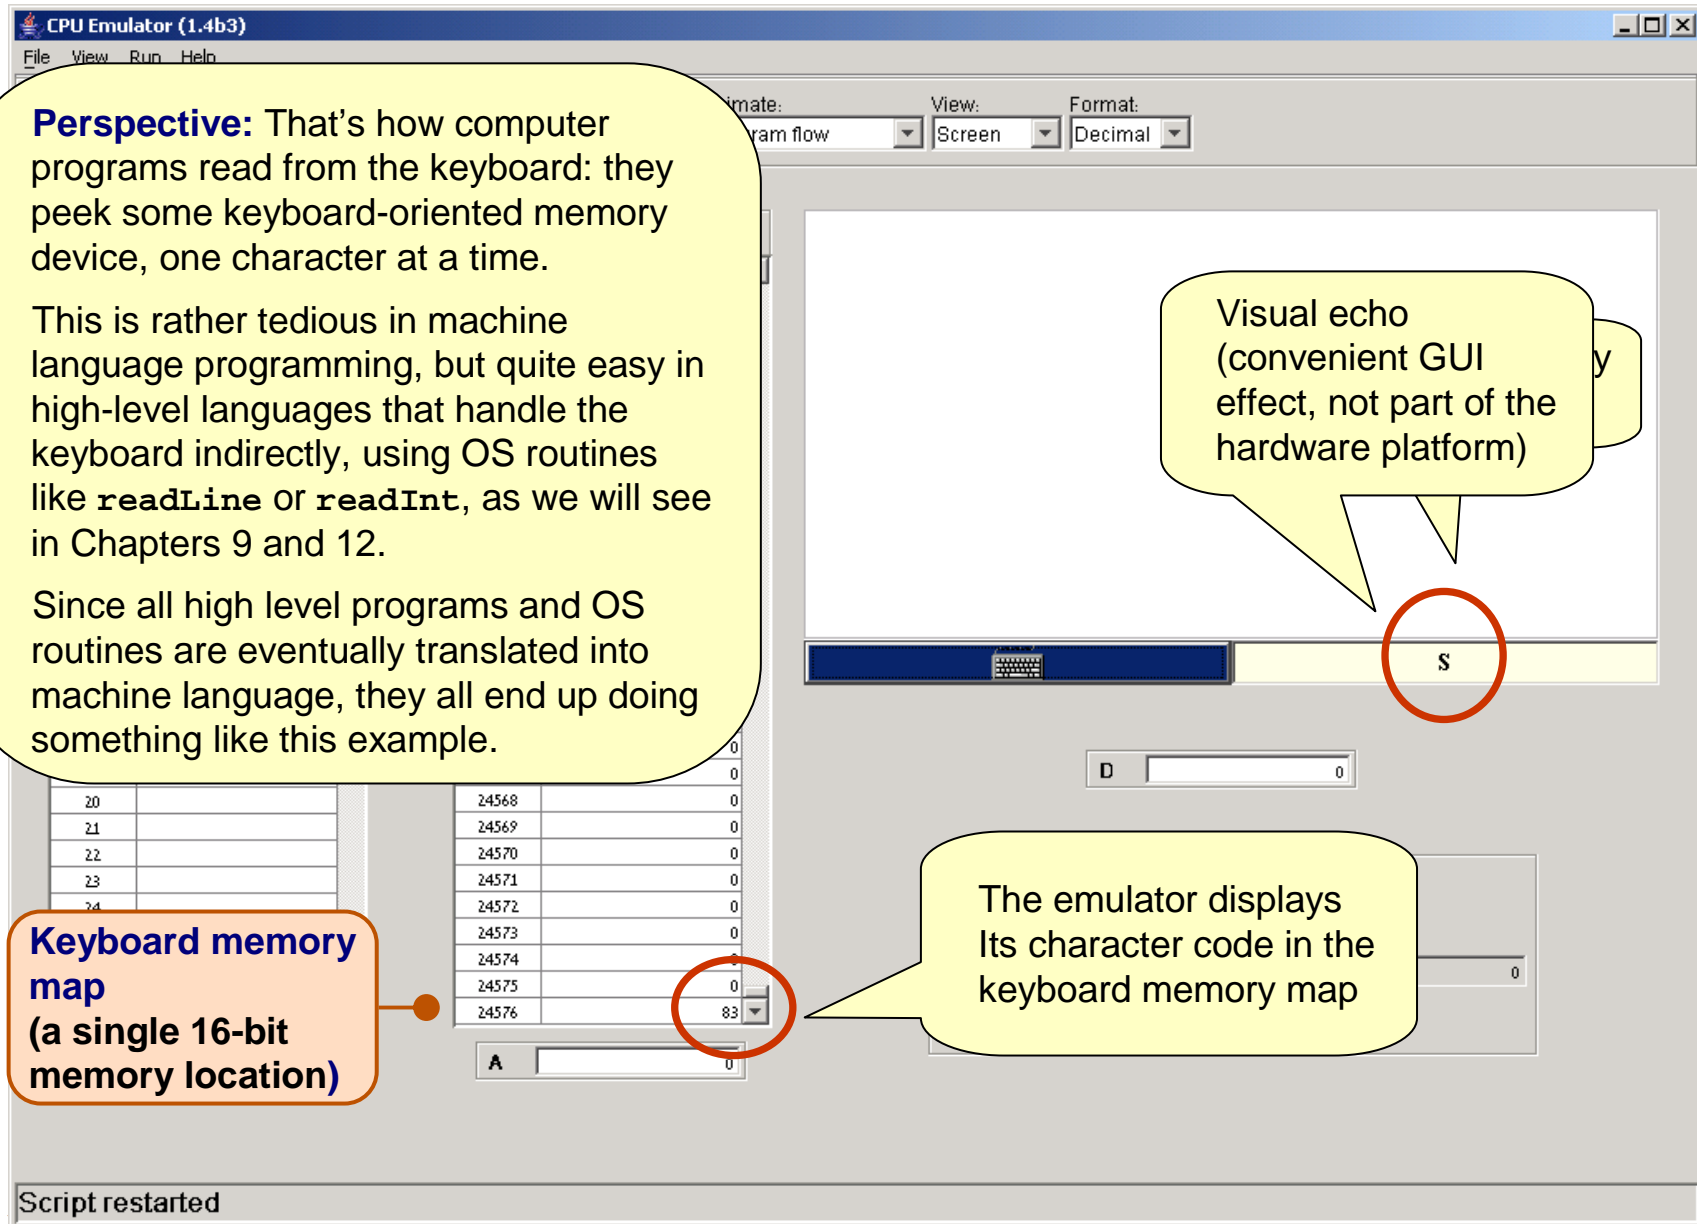 CPU Emulator (1.4b3)
File View Run Help
Perspective: That's how computer
programs read from the keyboard: they
peek some keyboard-oriented memory
device, one character at a time.
This is rather tedious in machine
language programming, but quite easy in
high-level languages that handle the
keyboard indirectly, using OS routines
like readLine or readInt, as we will see
in Chapters 9 and 12.
Since all high level programs and OS
routines are eventually translated into
machine language, they all end up doing
something like this example.
View: Format:
flow Screen Decimal
Visual echo
(convenient GUI
effect, not part of the
hardware platform)
y
S
D 0
0
0
20
21
22
23
24
24568 0
24569 0
24570 0
24571 0
24572 0
24573 0
24574 0
24575 0
24576 83
A 0
Keyboard memory
map
(a single 16-bit
memory location)
The emulator displays
Its character code in the
keyboard memory map
0
Script restarted